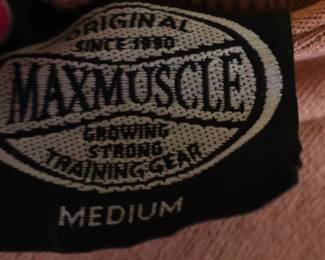 ORIGINAL
SINCE 1990
MAXMUSCLE
GROWING
STRONG
TRAINING GEAR
MEDIUM